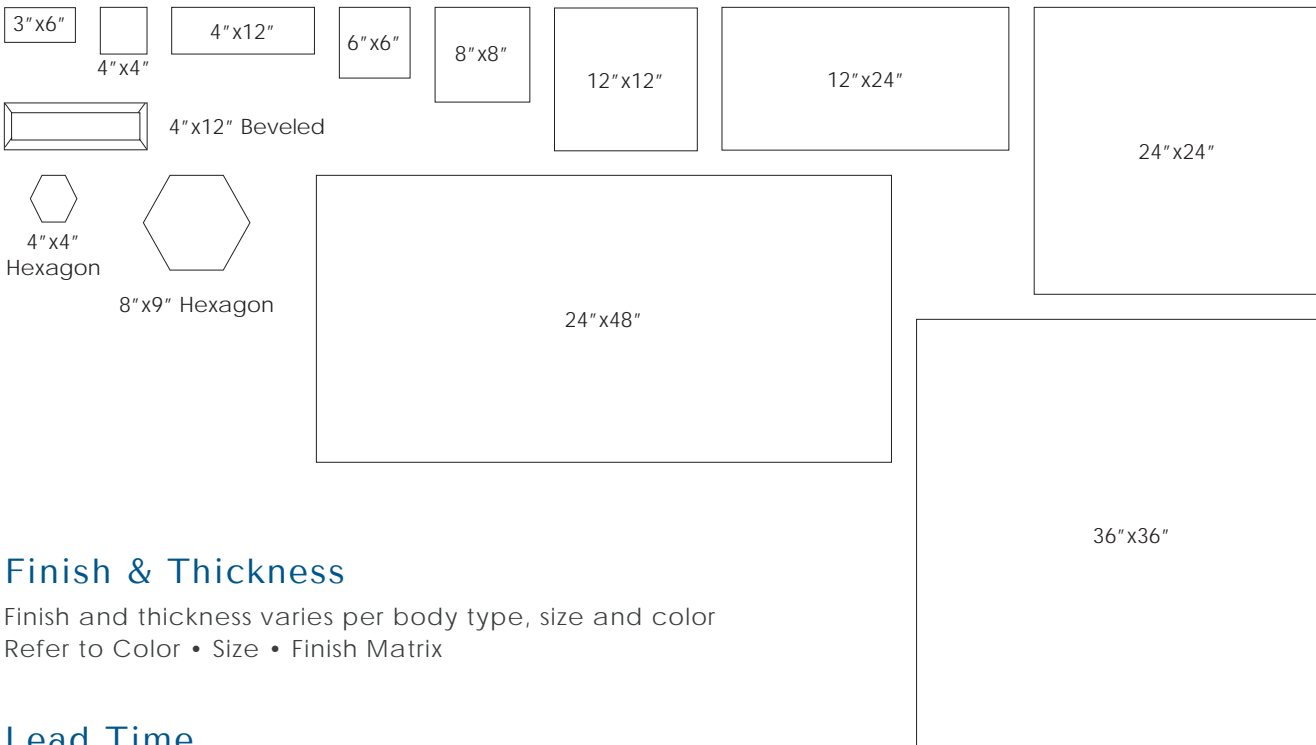 3″x6″
4″x4″
4″x12″
6″x6″
8″x8″
12″x12″
12″x24″
24″x24″
4″x12″ Beveled
4″x4″
Hexagon
8″x9″ Hexagon
24″x48″
36″x36″
Finish & Thickness
Finish and thickness varies per body type, size and color
Refer to Color • Size • Finish Matrix
Lead Time